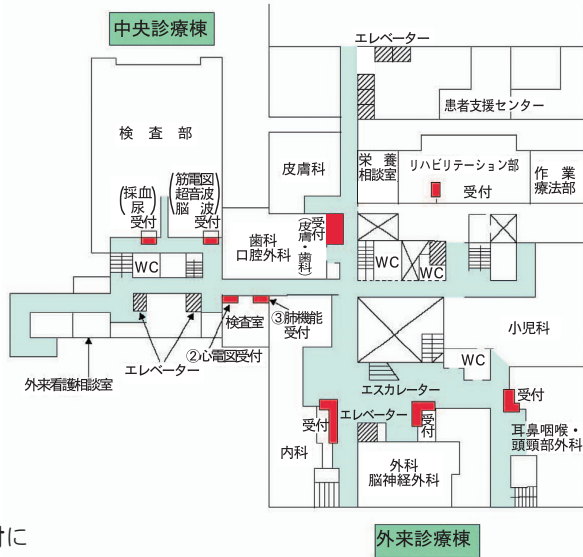 中央診療棟
エレベーター
患者支援センター
検査部
皮膚科
栄養
相談室
リハビリテーション部
受付
作業
療法部
(採血
尿)
受付
(筋電図
超音波
脳波)
受付
歯科
口腔外科
受付
(皮膚・歯科)
WC
WC
WC
検査室
③肺機能
受付
②心電図受付
エレベーター
外来看護相談室
小児科
WC
エスカレーター
エレベーター
受付
受付
受付
内科
外科
脳神経外科
耳鼻咽喉・
頭頸部外科
付に
外来診療棟